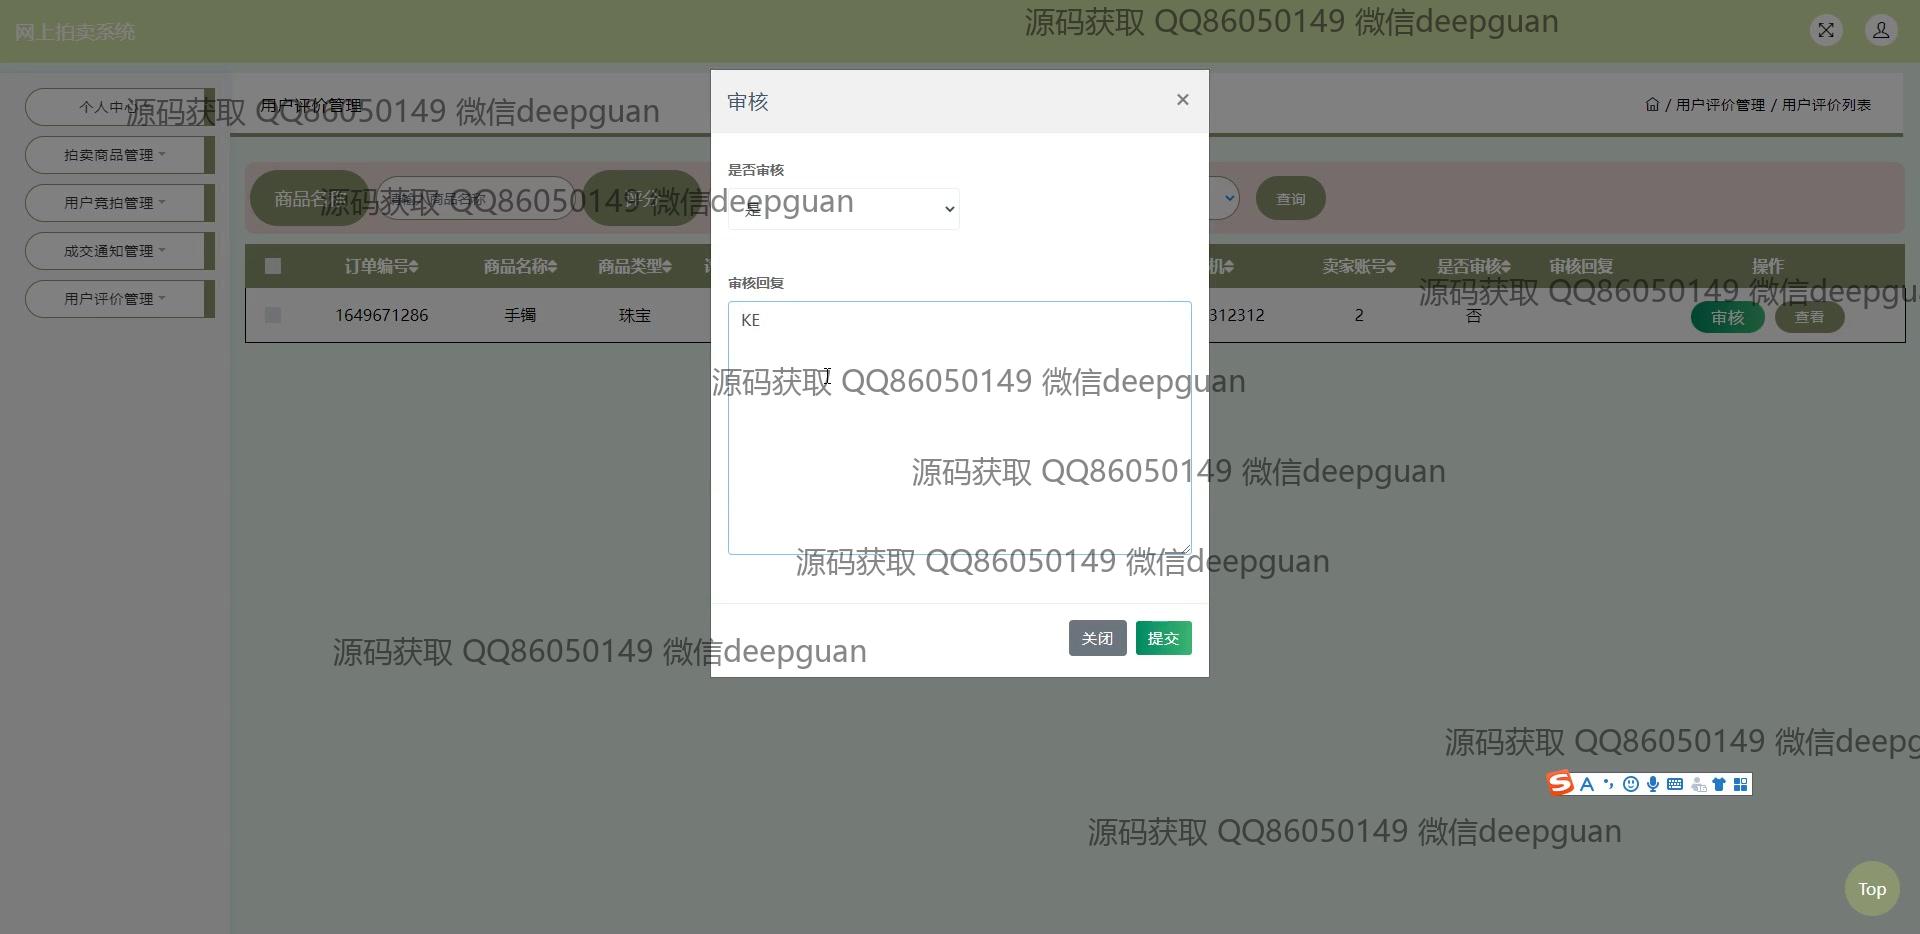 网上拍卖系统
源码获取 QQ86050149 微信deepguan
个人中心
源码获取 QQ86050149 微信deepguan
用户评价管理
/ 用户评价管理 / 用户评价列表
审核
×
拍卖商品管理
用户竞拍管理
成交通知管理
用户评价管理
商品名称
请输入商品名称
评分
源码获取 QQ86050149 微信deepguan
查询
是否审核
是
订单编号
商品名称
商品类型
机
卖家账号
是否审核
审核回复
操作
源码获取 QQ86050149 微信deepgu
1649671286
手镯
珠宝
312312
2
否
审核
查看
审核回复
KE
源码获取 QQ86050149 微信deepguan
源码获取 QQ86050149 微信deepguan
源码获取 QQ86050149 微信deepguan
关闭
提交
源码获取 QQ86050149 微信deepguan
源码获取 QQ86050149 微信deepg
源码获取 QQ86050149 微信deepguan
Top